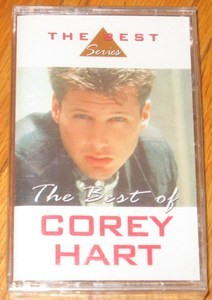 THE BEST
Series
The Best of
COREY
HART